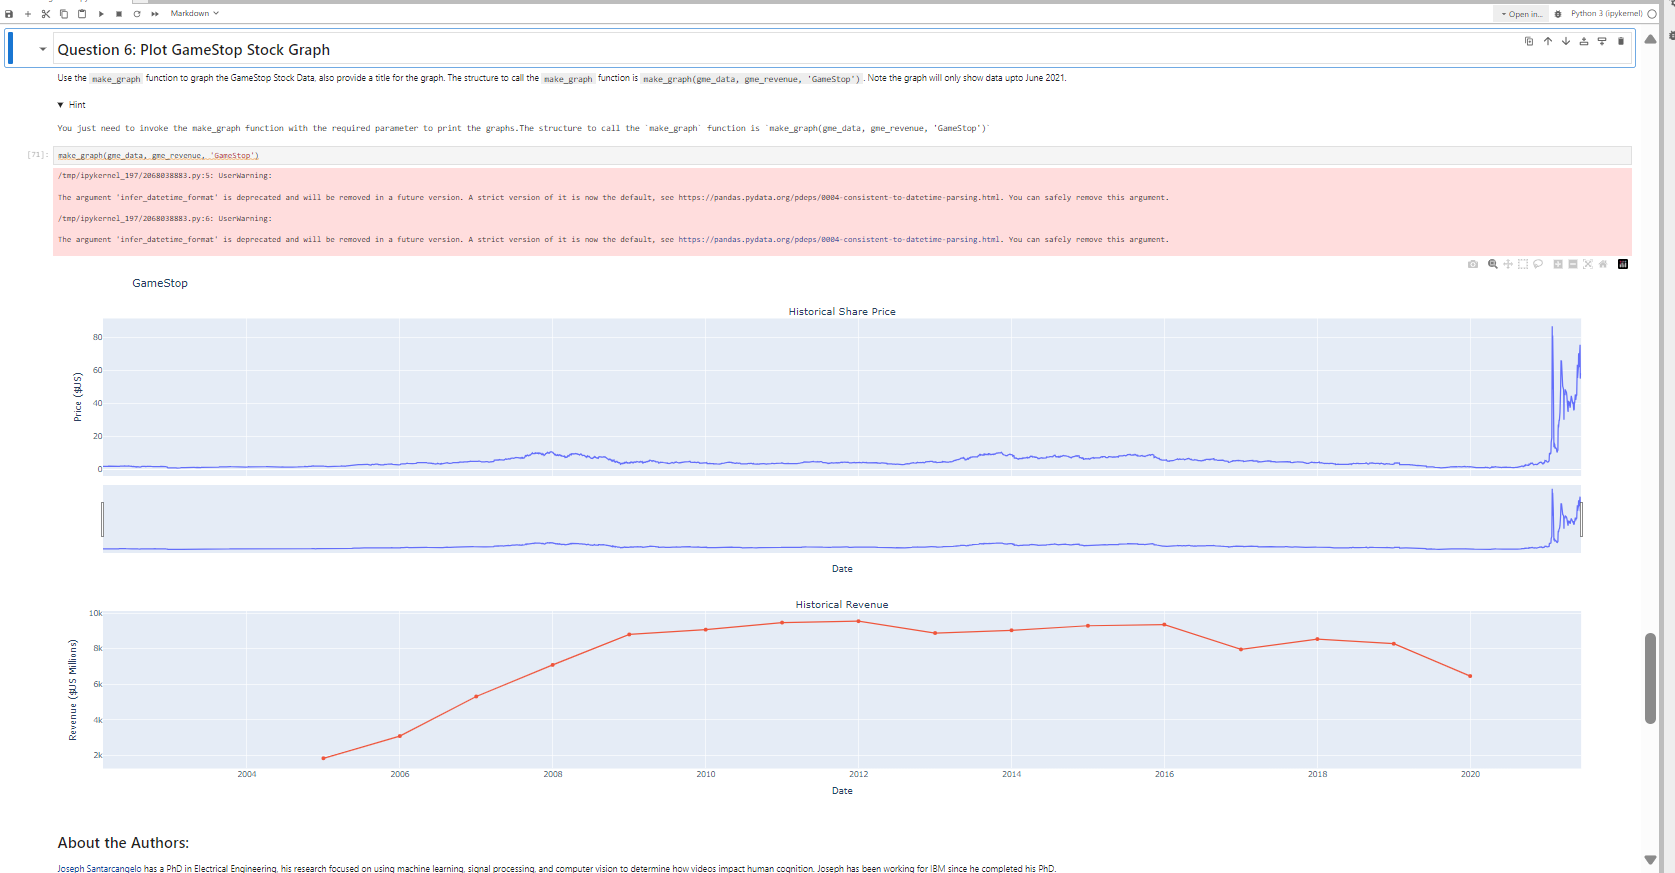 Markdown
Open in...
Python 3 (ipykernel)
Question 6: Plot GameStop Stock Graph
Use the make_graph function to graph the GameStop Stock Data, also provide a title for the graph. The structure to call the make_graph function is make_graph(gme_data, gme_revenue, 'GameStop') . Note the graph will only show data upto June 2021.
Hint
You just need to invoke the make_graph function with the required parameter to print the graphs.The structure to call the `make_graph` function is `make_graph(gme_data, gme_revenue, 'GameStop')`
[71]: make_graph(gme_data, gme_revenue, 'GameStop')
/tmp/ipykernel_197/2068038883.py:5: UserWarning:
The argument 'infer_datetime_format' is deprecated and will be removed in a future version. A strict version of it is now the default, see https://pandas.pydata.org/pdeps/0004-consistent-to-datetime-parsing.html. You can safely remove this argument.
/tmp/ipykernel_197/2068038883.py:6: UserWarning:
The argument 'infer_datetime_format' is deprecated and will be removed in a future version. A strict version of it is now the default, see https://pandas.pydata.org/pdeps/0004-consistent-to-datetime-parsing.html. You can safely remove this argument.
GameStop
Historical Share Price
Price ($US)
80
60
40
20
0
Date
Historical Revenue
Revenue ($US Millions)
10k
8k
6k
4k
2k
2004 2006 2008 2010 2012 2014 2016 2018 2020
Date
About the Authors:
Joseph Santarcangelo has a PhD in Electrical Engineering, his research focused on using machine learning, signal processing, and computer vision to determine how videos impact human cognition. Joseph has been working for IBM since he completed his PhD.